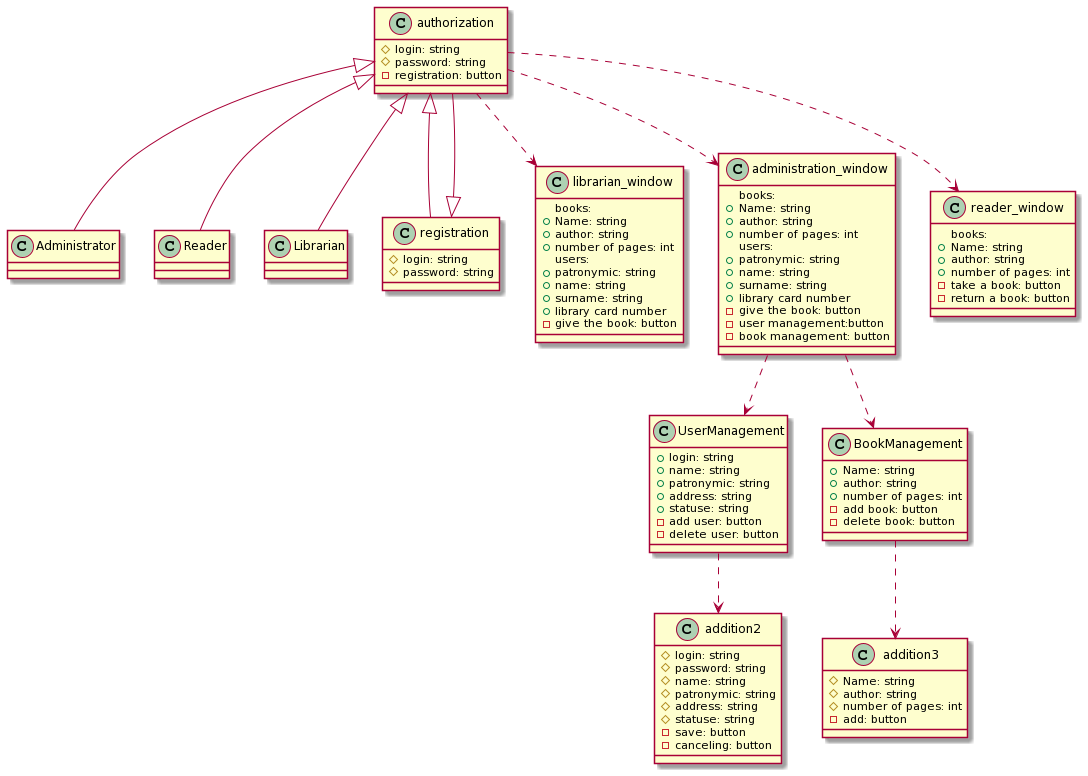 C authorization
login: string
password: string
registration: button
C Administrator
C Reader
C Librarian
C registration
login: string
password: string
C librarian_window
books:
Name: string
author: string
number of pages: int
users:
patronymic: string
name: string
surname: string
library card number
give the book: button
C administration_window
books:
Name: string
author: string
number of pages: int
users:
patronymic: string
name: string
surname: string
library card number
give the book: button
user management:button
book management: button
C reader_window
books:
Name: string
author: string
number of pages: int
take a book: button
return a book: button
C UserManagement
login: string
name: string
patronymic: string
address: string
statuse: string
add user: button
delete user: button
C BookManagement
Name: string
author: string
number of pages: int
add book: button
delete book: button
C addition2
login: string
password: string
name: string
patronymic: string
address: string
statuse: string
save: button
canceling: button
C addition3
Name: string
author: string
number of pages: int
add: button